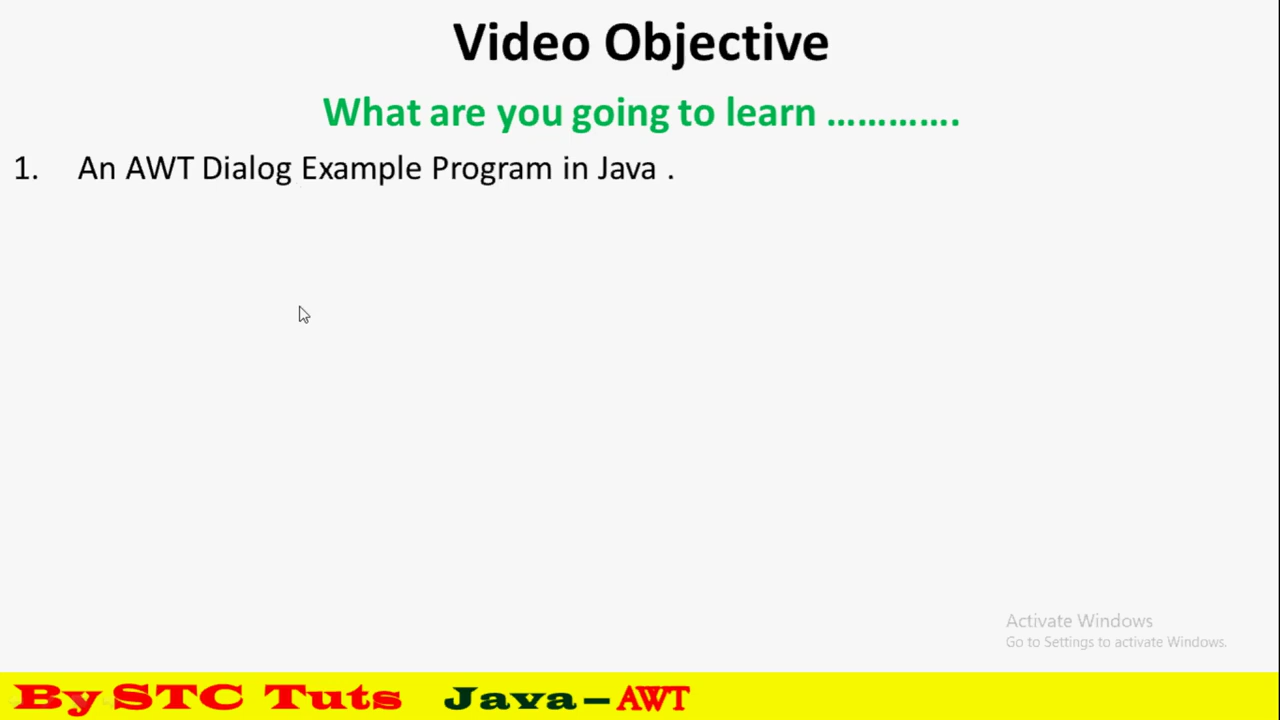 Video Objective
What are you going to learn ………….
1. An AWT Dialog Example Program in Java .
Activate Windows
Go to Settings to activate Windows.
By STC Tuts Java – AWT